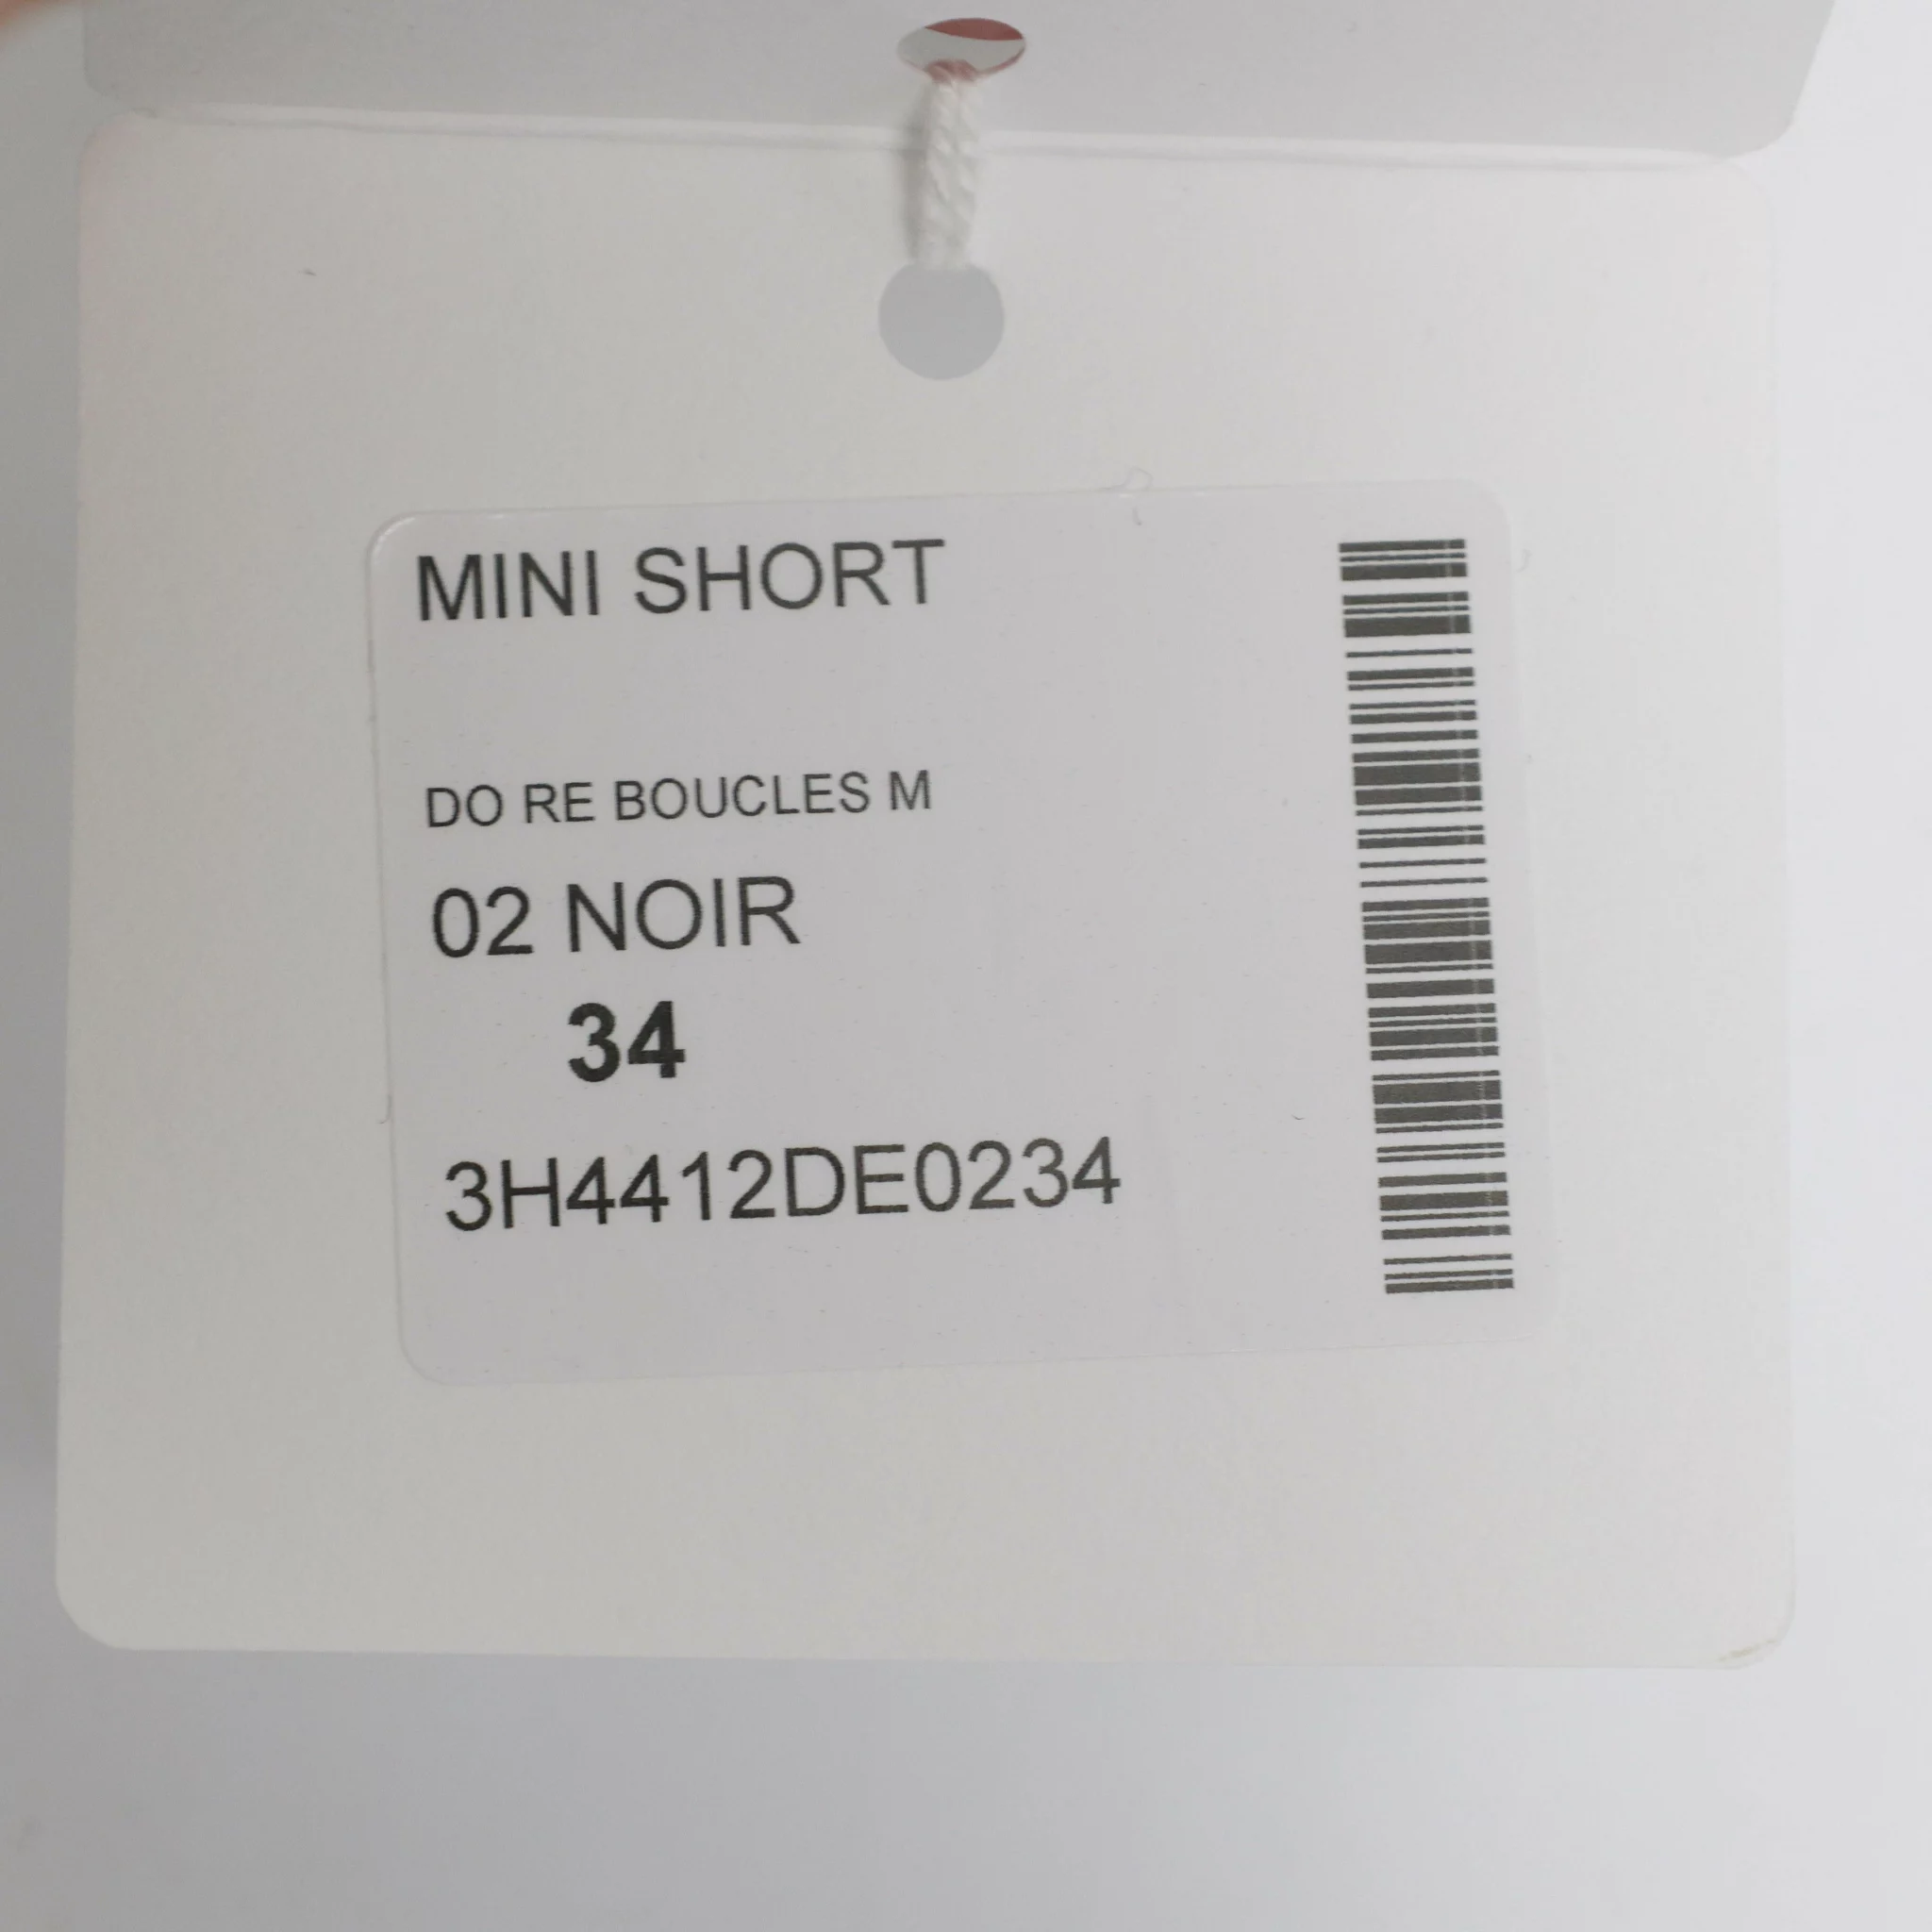 MINI SHORT
DO RE BOUCLES M
02 NOIR
34
3H4412DE0234